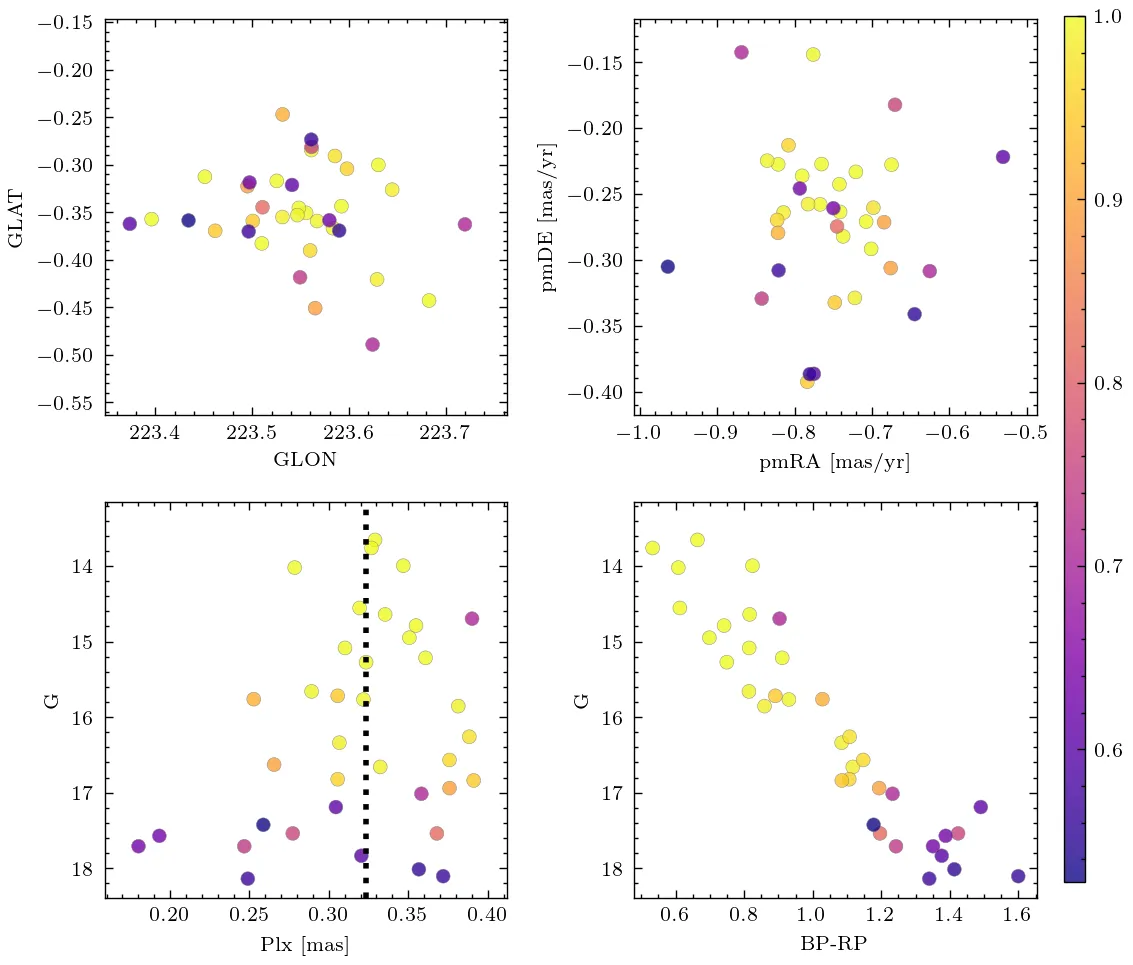 −0.15
−0.20
−0.25
−0.30
−0.35
−0.40
−0.45
−0.50
−0.55
GLAT
223.4 223.5 223.6 223.7
GLON
−0.15
−0.20
−0.25
−0.30
−0.35
−0.40
pmDE [mas/yr]
−1.0 −0.9 −0.8 −0.7 −0.6 −0.5
pmRA [mas/yr]
14
15
16
17
18
G
0.20 0.25 0.30 0.35 0.40
Plx [mas]
14
15
16
17
18
G
0.6 0.8 1.0 1.2 1.4 1.6
BP-RP
1.0
0.9
0.8
0.7
0.6